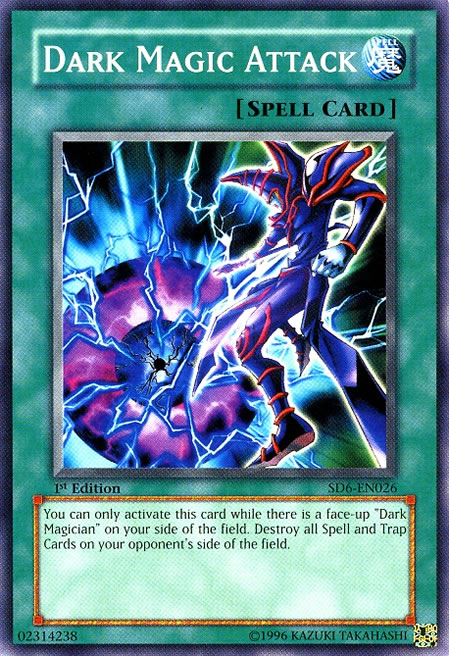 DARK MAGIC ATTACK
SPELL
魔
[SPELL CARD]
1st Edition
SD6-EN026
You can only activate this card while there is a face-up "Dark
Magician" on your side of the field. Destroy all Spell and Trap
Cards on your opponent's side of the field.
02314238
©1996 KAZUKI TAKAHASHI